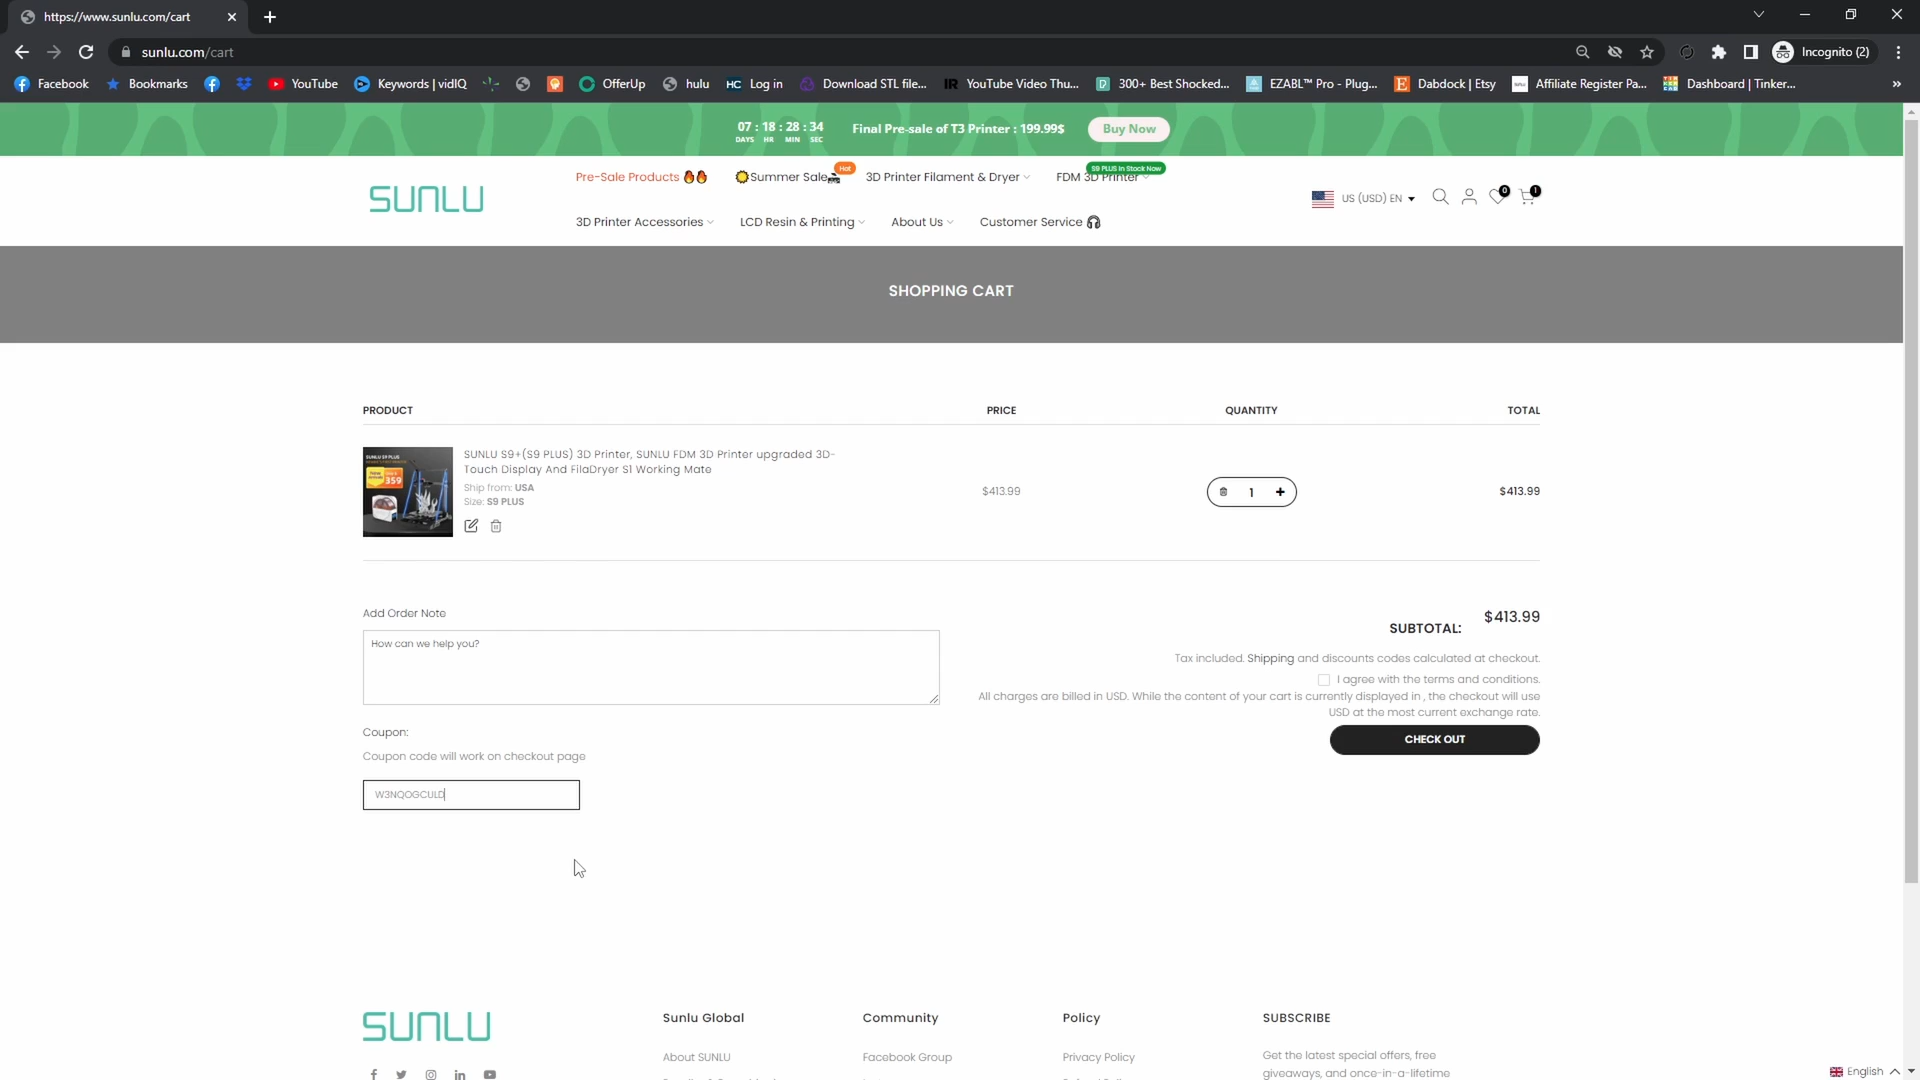 https://www.sunlu.com/cart
sunlu.com/cart
Incognito (2)
Facebook
Bookmarks
YouTube
Keywords | vidIQ
OfferUp
hulu
HC Log in
Download STL file...
IR YouTube Video Thu...
300+ Best Shocked...
EZABL™ Pro - Plug...
Dabdock | Etsy
Affiliate Register Pa...
Dashboard | Tinker...
07 : 18 : 28 : 34
DAYS HR MIN SEC
Final Pre-sale of T3 Printer : 199.99$
Buy Now
SUNLU
Pre-Sale Products
Summer Sale
Hot
3D Printer Filament & Dryer
FDM 3D Printer
S9 PLUS In Stock Now
3D Printer Accessories
LCD Resin & Printing
About Us
Customer Service
US (USD) EN
0
1
SHOPPING CART
PRODUCT
PRICE
QUANTITY
TOTAL
SUNLU S9 PLUS
359
SUNLU S9+(S9 PLUS) 3D Printer, SUNLU FDM 3D Printer upgraded 3D-
Touch Display And FilaDryer S1 Working Mate
Ship from: USA
Size: S9 PLUS
$413.99
1
$413.99
Add Order Note
How can we help you?
Coupon:
Coupon code will work on checkout page
W3NQOGCULD
SUBTOTAL:
$413.99
Tax included. Shipping and discounts codes calculated at checkout.
I agree with the terms and conditions.
All charges are billed in USD. While the content of your cart is currently displayed in , the checkout will use
USD at the most current exchange rate.
CHECK OUT
SUNLU
Sunlu Global
About SUNLU
Community
Facebook Group
Policy
Privacy Policy
SUBSCRIBE
Get the latest special offers, free
giveaways, and once-in-a-lifetime
English